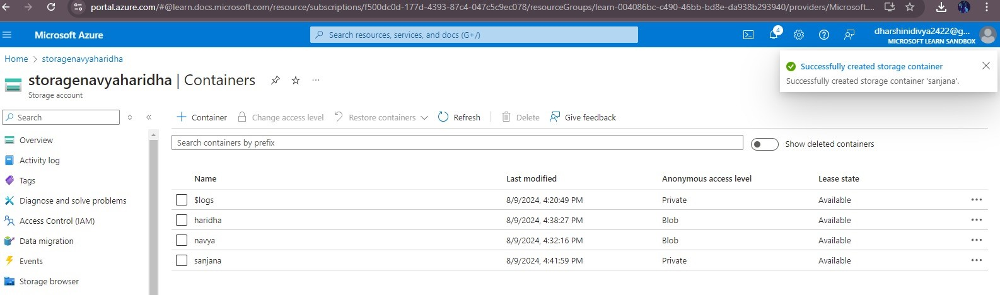 portal.azure.com/#@learn.docs.microsoft.com/resource/subscriptions/f500dc0d-177d-4393-87c4-047c5c9ec078/resourceGroups/learn-004086bc-c490-46bb-bd8e-da938b293940/providers/Microsoft....
Microsoft Azure
Search resources, services, and docs (G+/)
4
dharshinidivya2422@g...
MICROSOFT LEARN SANDBOX
Home > storagenavyaharidha
Successfully created storage container
Successfully created storage container 'sanjana'.
storagenavyaharidha | Containers
Storage account
Search
Container Change access level Restore containers Refresh Delete Give feedback
Search containers by prefix
Show deleted containers
Overview
Activity log
Tags
Diagnose and solve problems
Access Control (IAM)
Data migration
Events
Storage browser
Name Last modified Anonymous access level Lease state
$logs 8/9/2024, 4:20:49 PM Private Available
haridha 8/9/2024, 4:38:27 PM Blob Available
navya 8/9/2024, 4:32:16 PM Blob Available
sanjana 8/9/2024, 4:41:59 PM Private Available